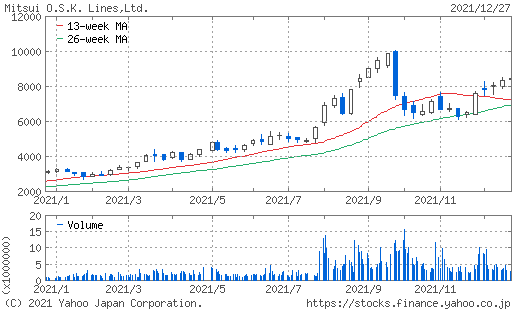 Mitsui O.S.K. Lines,Ltd. 2021/12/27
13-week MA
26-week MA
12000
10000
8000
6000
4000
2000
2021/1 2021/3 2021/5 2021/7 2021/9 2021/11
Volume
20
15
10
5
0
(x1000000)
2021/1 2021/3 2021/5 2021/7 2021/9 2021/11
(C) 2021 Yahoo Japan Corporation. https://stocks.finance.yahoo.co.jp/